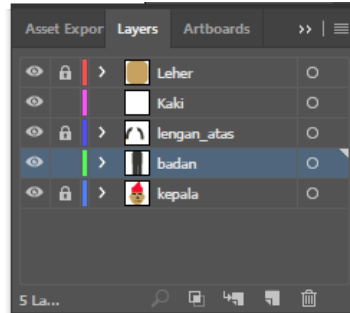 Asset Expor Layers Artboards
Leher
Kaki
lengan_atas
badan
kepala
5 La...